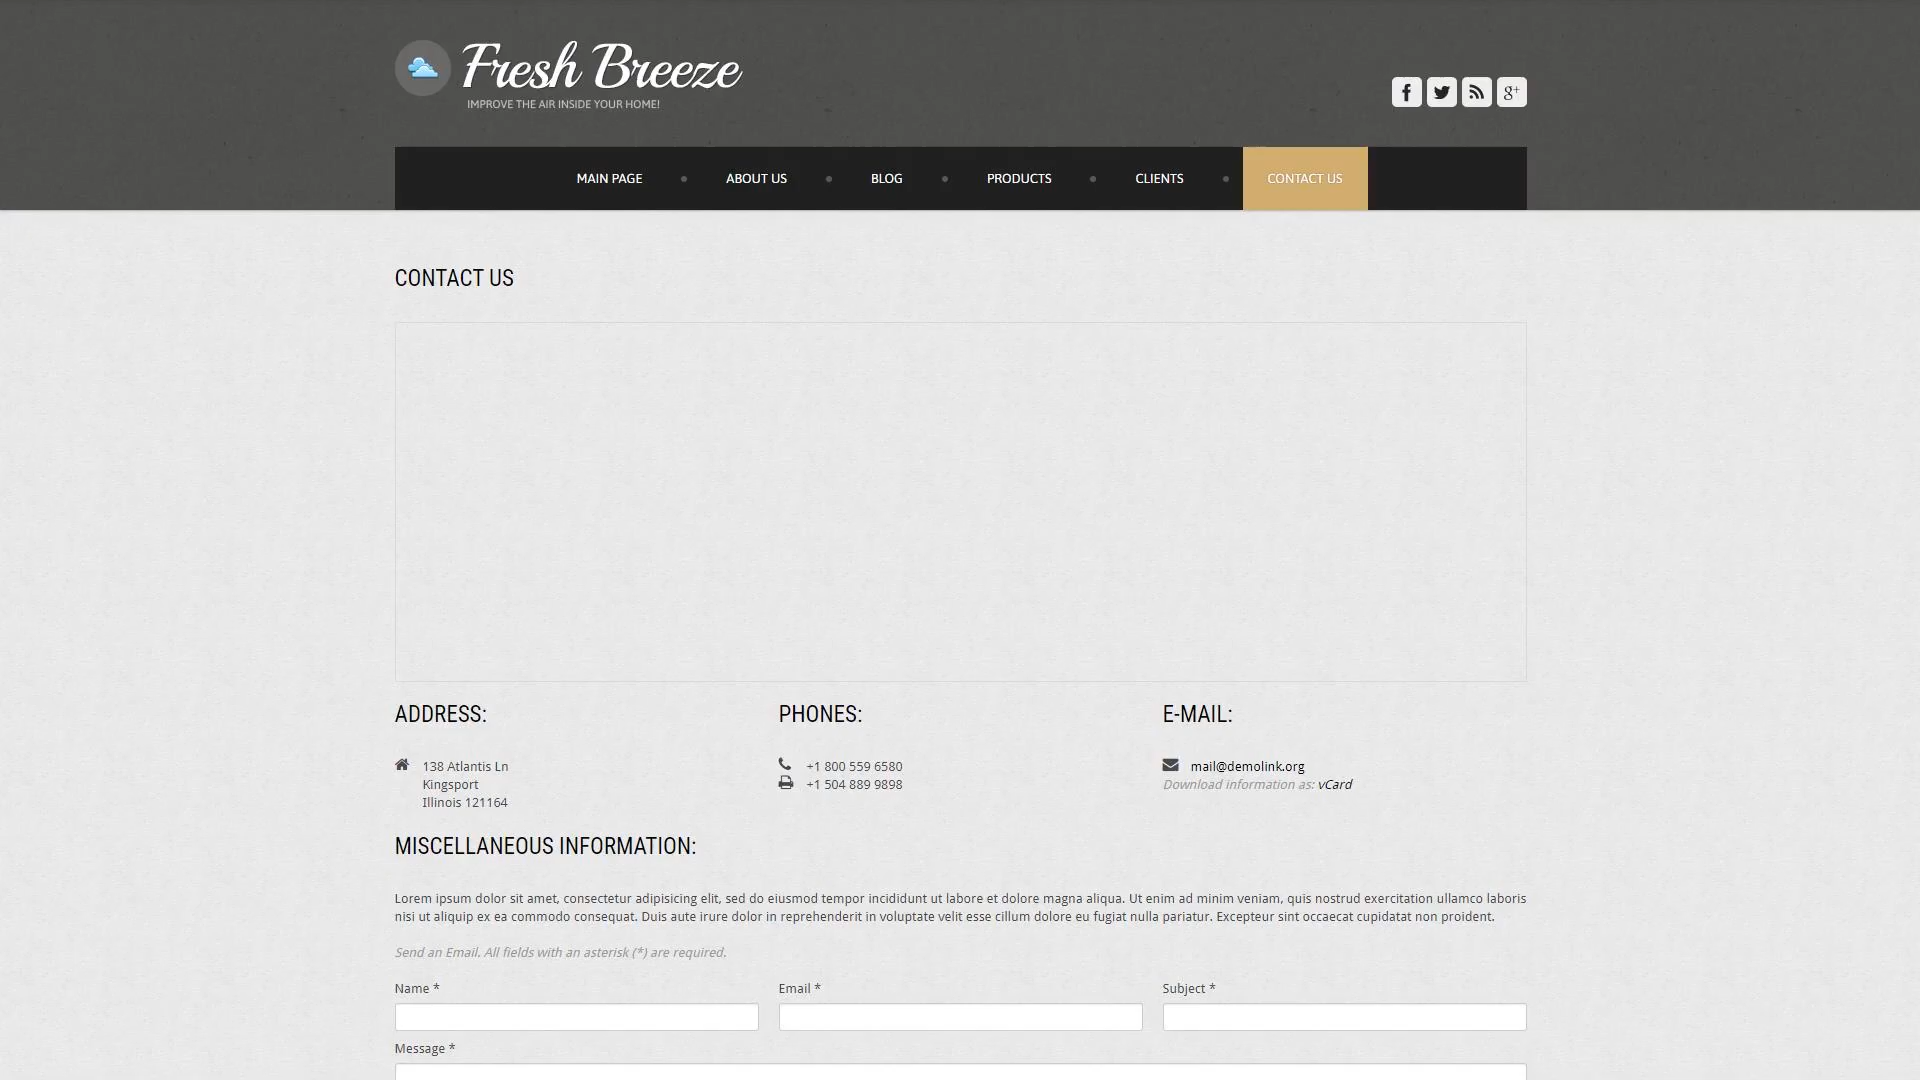 Fresh Breeze
IMPROVE THE AIR INSIDE YOUR HOME!
g+
MAIN PAGE
ABOUT US
BLOG
PRODUCTS
CLIENTS
CONTACT US
CONTACT US
ADDRESS:
138 Atlantis Ln
Kingsport
Illinois 121164
PHONES:
+1 800 559 6580
+1 504 889 9898
E-MAIL:
mail@demolink.org
Download information as: vCard
MISCELLANEOUS INFORMATION:
Lorem ipsum dolor sit amet, consectetur adipisicing elit, sed do eiusmod tempor incididunt ut labore et dolore magna aliqua. Ut enim ad minim veniam, quis nostrud exercitation ullamco laboris
nisi ut aliquip ex ea commodo consequat. Duis aute irure dolor in reprehenderit in voluptate velit esse cillum dolore eu fugiat nulla pariatur. Excepteur sint occaecat cupidatat non proident.
Send an Email. All fields with an asterisk (*) are required.
Name *
Email *
Subject *
Message *